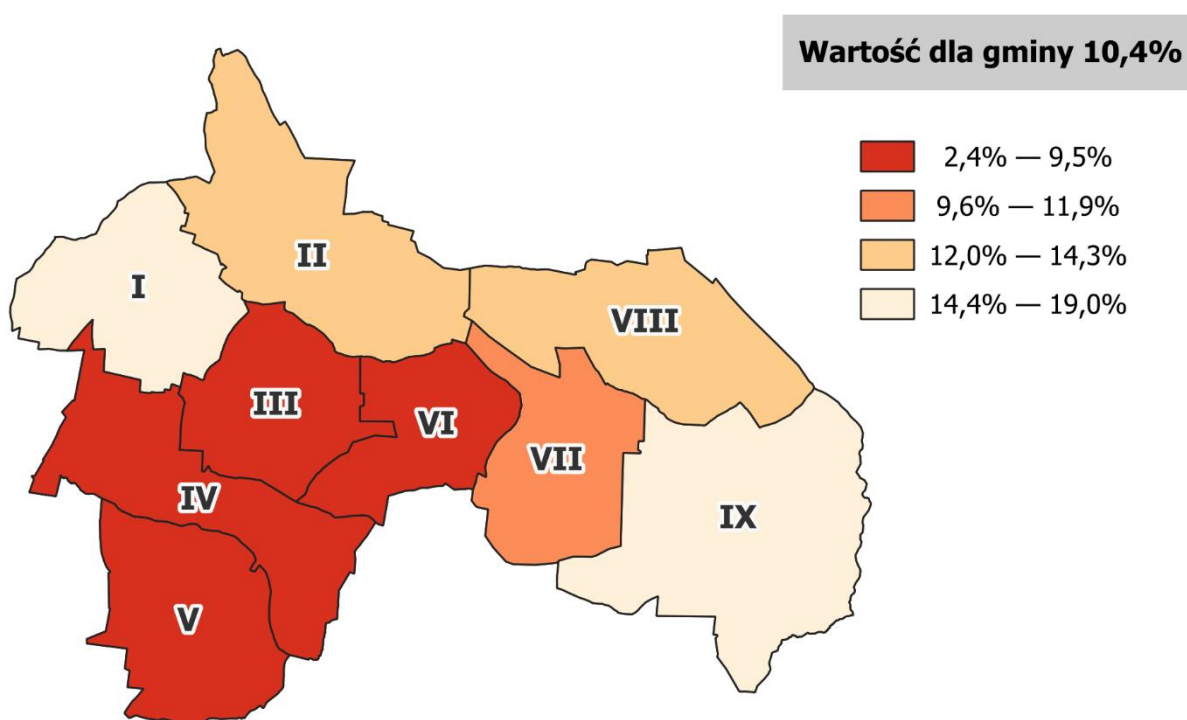 Wartość dla gminy 10,4%
2,4% — 9,5%
9,6% — 11,9%
12,0% — 14,3%
14,4% — 19,0%
I
II
III
IV
V
VI
VII
VIII
IX